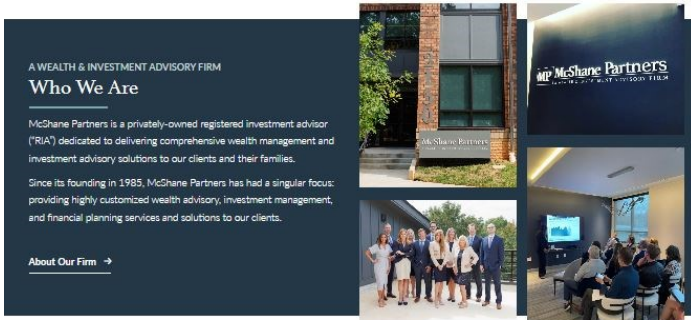 A WEALTH & INVESTMENT ADVISORY FIRM
Who We Are
McShane Partners is a privately-owned registered investment advisor
("RIA") dedicated to delivering comprehensive wealth management and
investment advisory solutions to our clients and their families.
Since its founding in 1985, McShane Partners has had a singular focus:
providing highly customized wealth advisory, investment management,
and financial planning services and solutions to our clients.
About Our Firm →
McShane Partners
MP McShane Partners